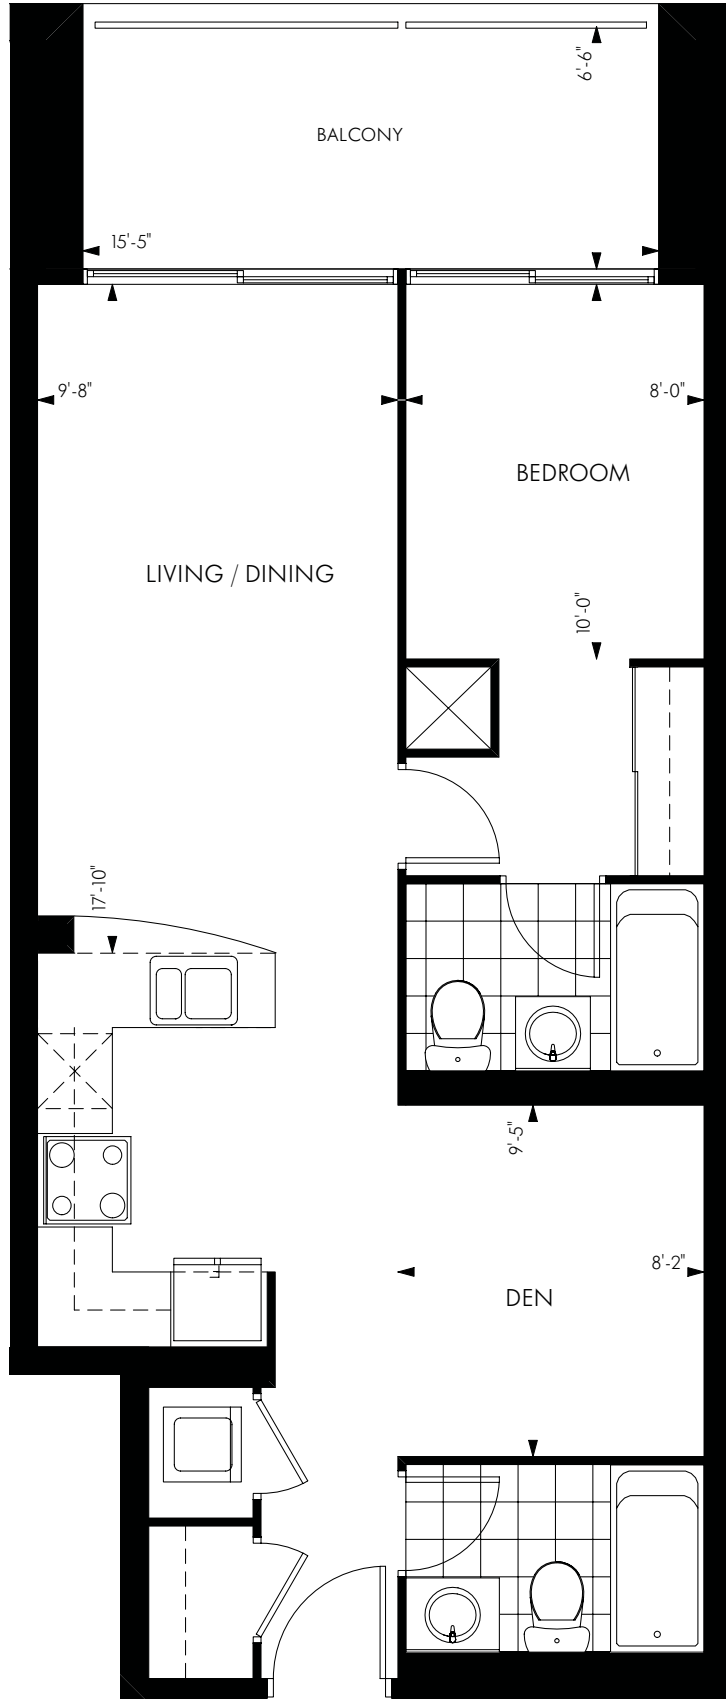 6'-6"
BALCONY
15'-5"
9'-8"
8'-0"
BEDROOM
LIVING / DINING
10'-0"
17'-10"
9'-5"
8'-2"
DEN